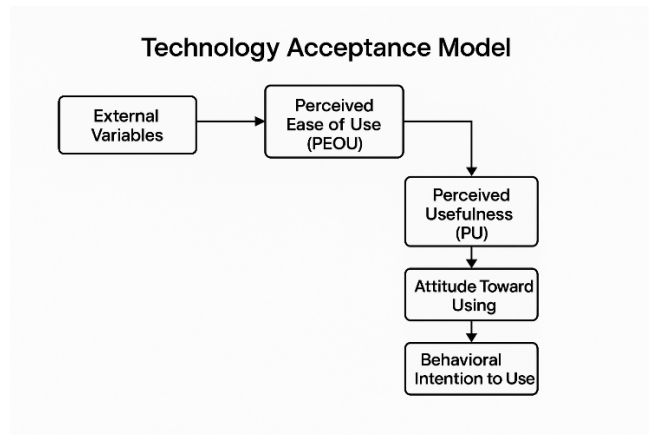 Technology Acceptance Model
External
Variables
Perceived
Ease of Use
(PEOU)
Perceived
Usefulness
(PU)
Attitude Toward
Using
Behavioral
Intention to Use